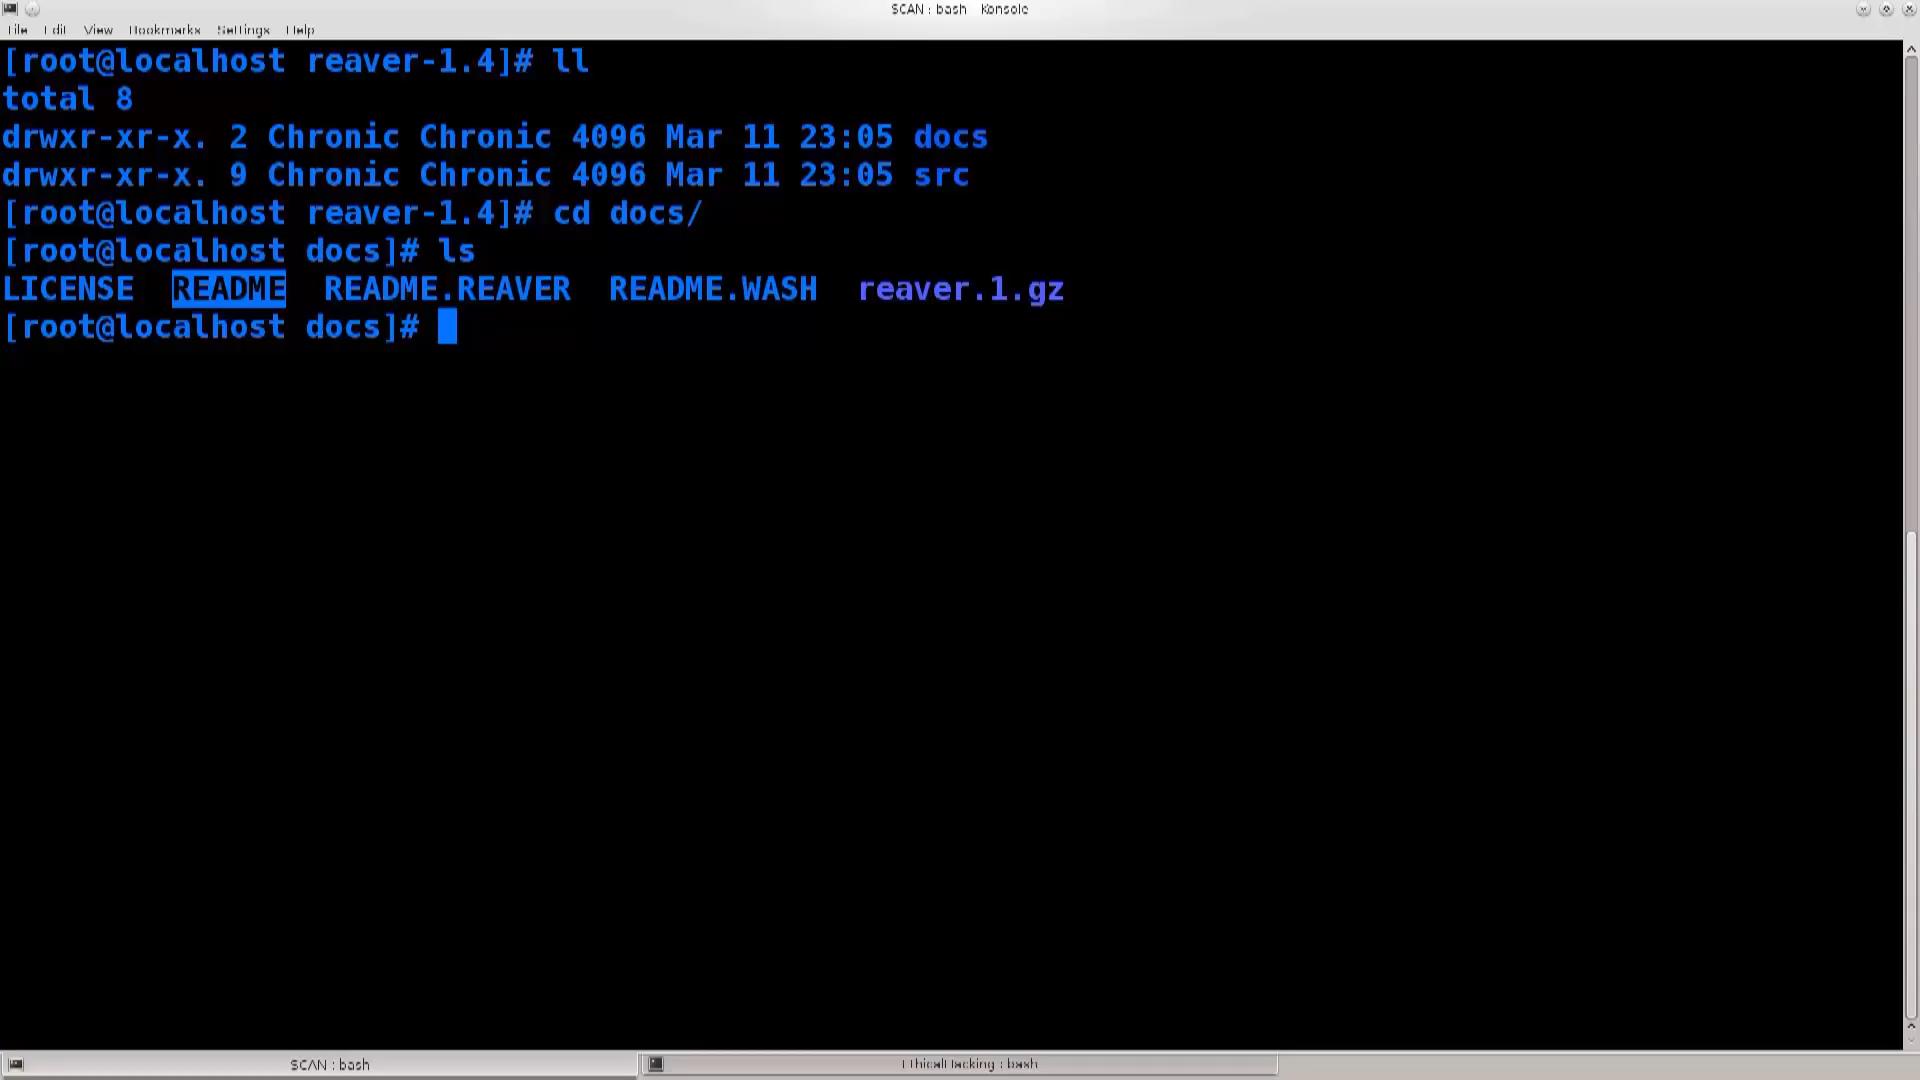 SCAN : bash Konsole
File Edit View Bookmarks Settings Help
[root@localhost reaver-1.4]# ll
total 8
drwxr-xr-x. 2 Chronic Chronic 4096 Mar 11 23:05 docs
drwxr-xr-x. 9 Chronic Chronic 4096 Mar 11 23:05 src
[root@localhost reaver-1.4]# cd docs/
[root@localhost docs]# ls
LICENSE README README.REAVER README.WASH reaver.1.gz
[root@localhost docs]#
SCAN : bash
EthicalHacking : bash